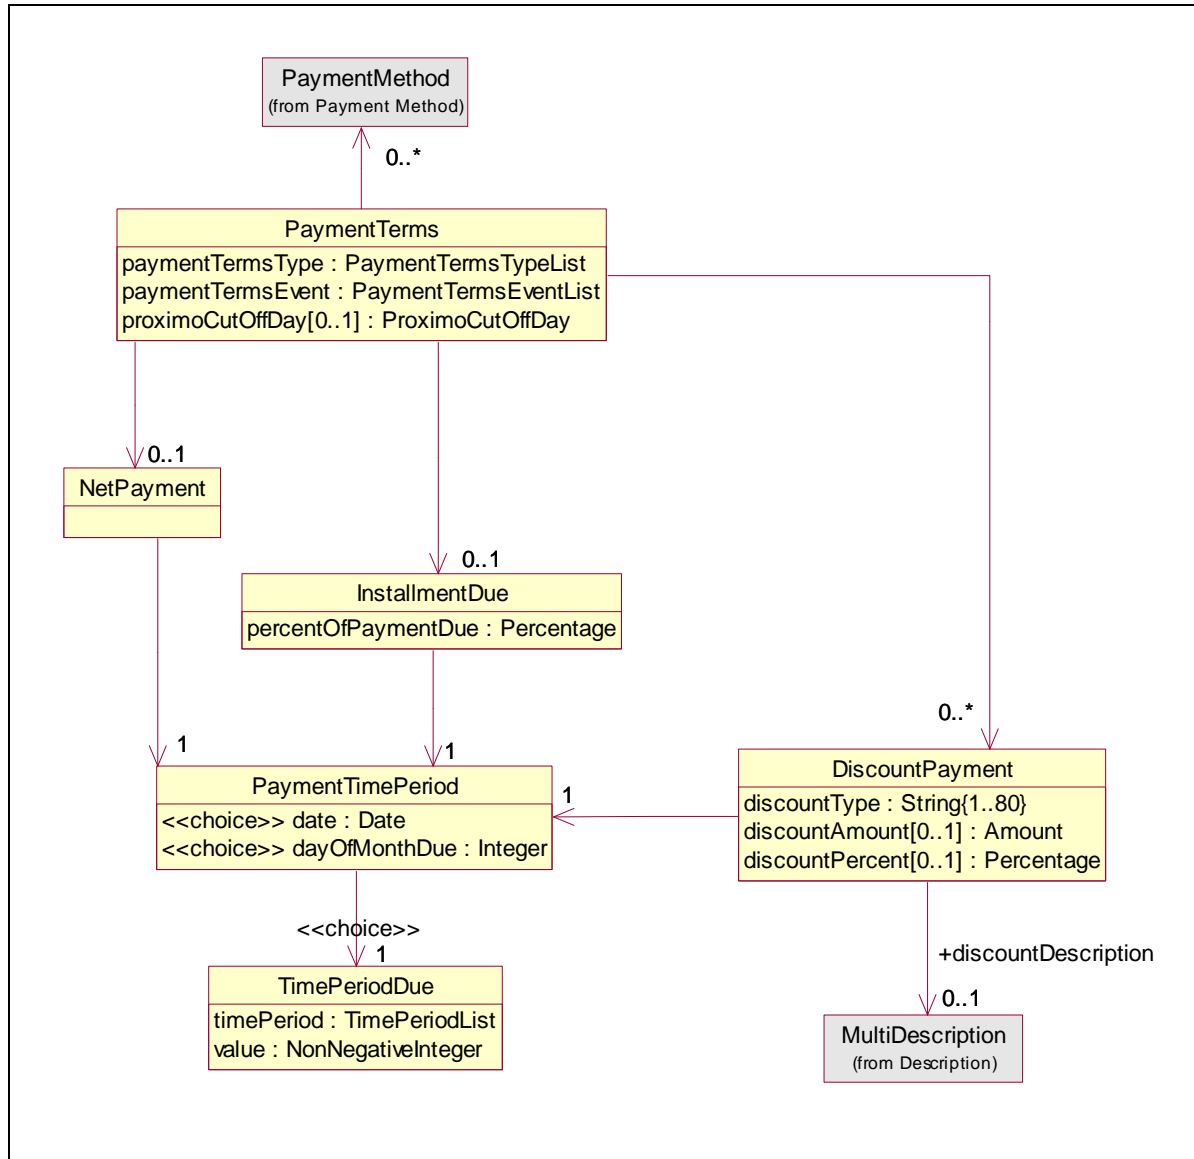 PaymentMethod
(from Payment Method)
0..*
PaymentTerms
paymentTermsType : PaymentTermsTypeList
paymentTermsEvent : PaymentTermsEventList
proximoCutOffDay[0..1] : ProximoCutOffDay
0..1
NetPayment
0..1
InstallmentDue
percentOfPaymentDue : Percentage
0..*
1
1
PaymentTimePeriod
<<choice>> date : Date
<<choice>> dayOfMonthDue : Integer
1
DiscountPayment
discountType : String{1..80}
discountAmount[0..1] : Amount
discountPercent[0..1] : Percentage
<<choice>>
1
+discountDescription
TimePeriodDue
timePeriod : TimePeriodList
value : NonNegativeInteger
0..1
MultiDescription
(from Description)